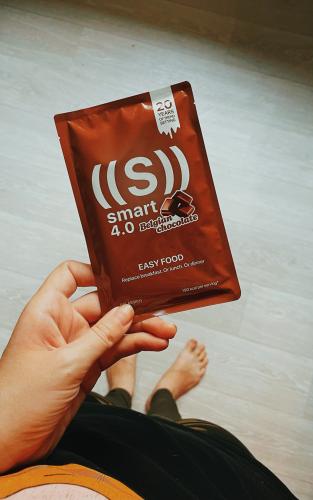 20
YEARS
((S))
smart
4.0
Belgian
chocolate
EASY FOOD
Replace breakfast. Or lunch. Or dinner